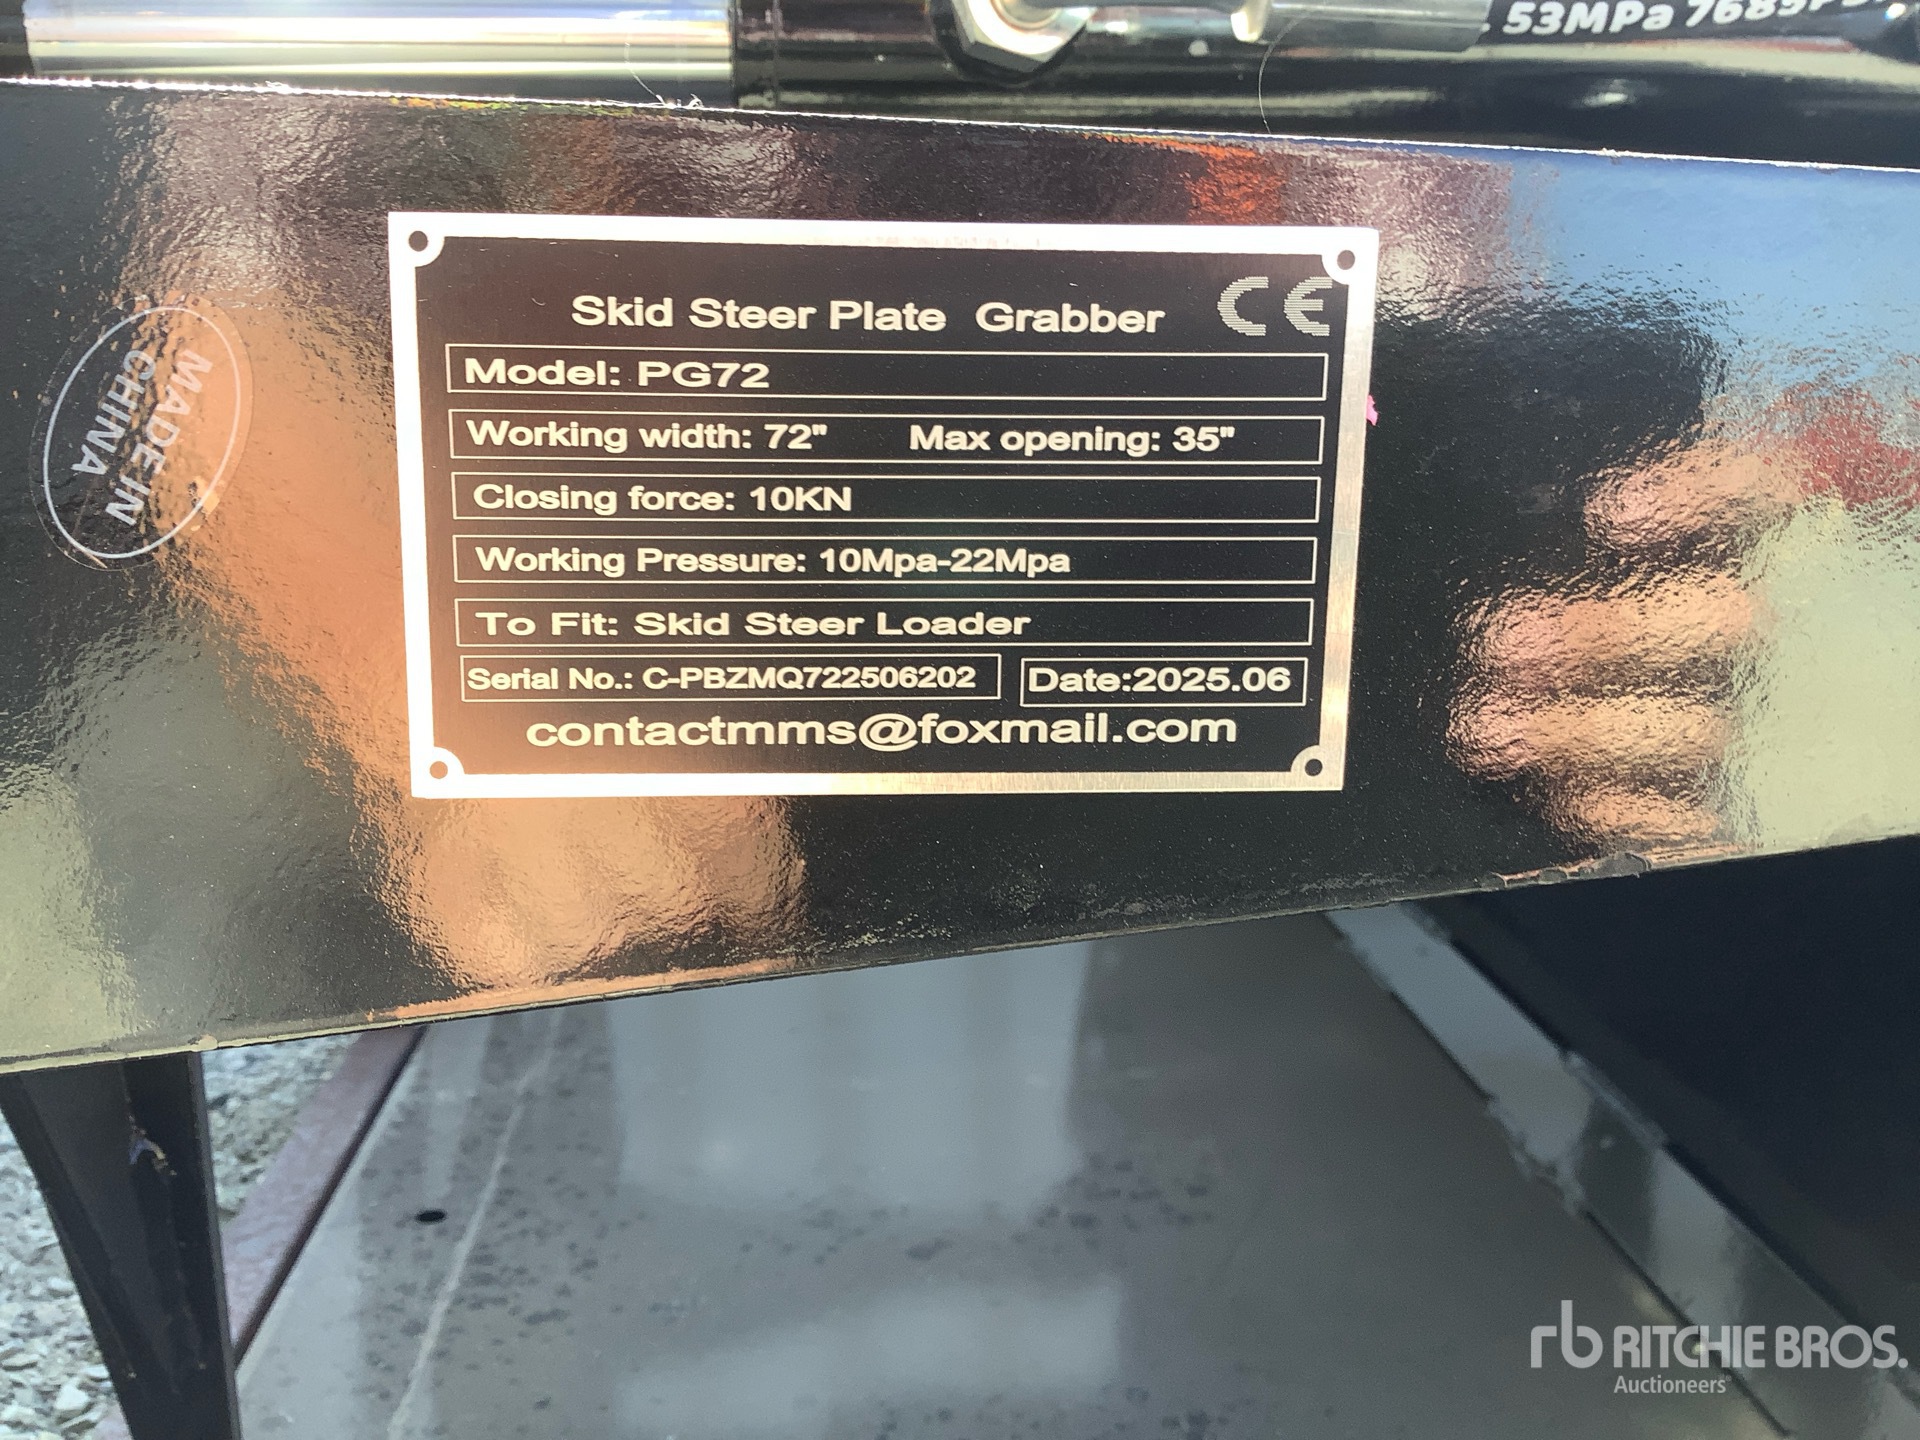 53MPa 7685PSI
Skid Steer Plate Grabber CE
Model: PG72
Working width: 72" Max opening: 35"
Closing force: 10KN
Working Pressure: 10Mpa-22Mpa
To Fit: Skid Steer Loader
Serial No.: C-PBZMQ722506202 Date:2025.06
contactmms@foxmail.com
MADE IN
CHINA
rb RITCHIE BROS.
Auctioneers